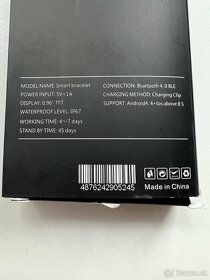 MODEL NAME: Smart bracelet
POWER INPUT: 5V⎓1A
DISPLAY: 0.96" TFT
WATERPROOF LEVEL: IP67
WORKING TIME: 4~7 days
STAND BY TIME: 45 days
CONNECTION: Bluetooth 4.0 BLE
CHARGING METHOD: Charging Clip
SUPPORT: Android4.4+Ios above 8.5
4876242905245
Made in China
bazos.sk